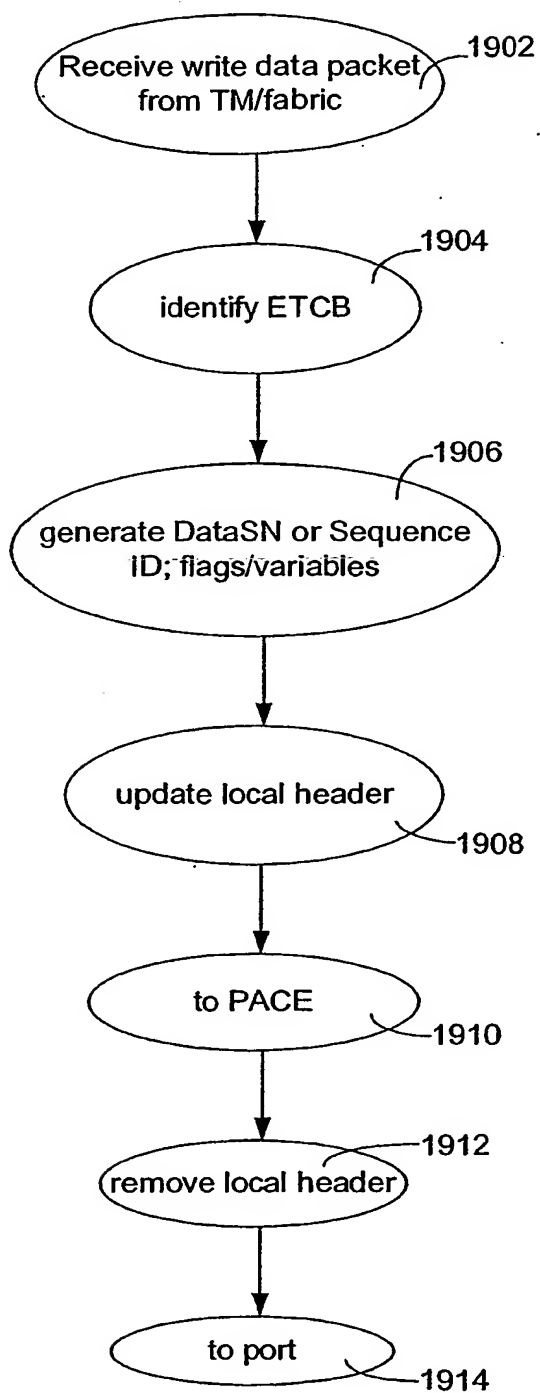 Receive write data packet
from TM/fabric
1902
1904
identify ETCB
1906
generate DataSN or Sequence
ID; flags/variables
update local header
1908
to PACE
1910
1912
remove local header
to port
1914